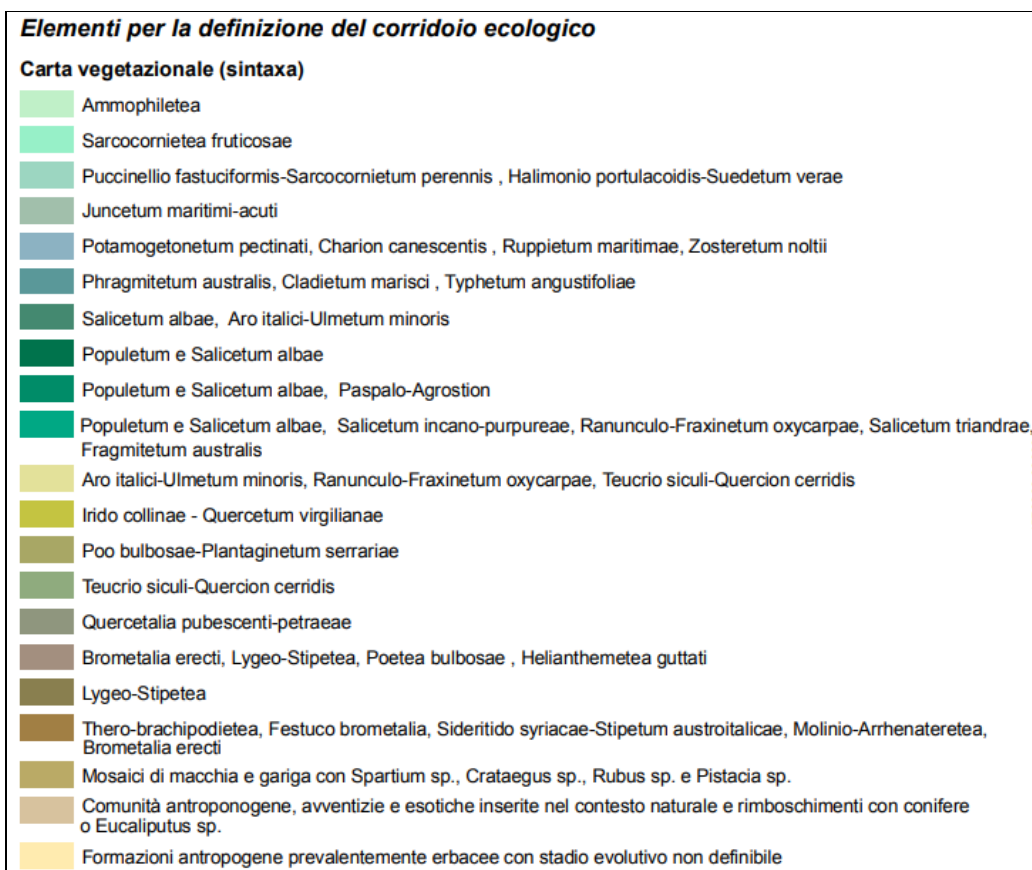 Elementi per la definizione del corridoio ecologico
Carta vegetazionale (sintaxa)
Ammophiletea
Sarcocornietea fruticosae
Puccinellio fastuciformis-Sarcocornietum perennis , Halimonio portulacoidis-Suedetum verae
Juncetum maritimi-acuti
Potamogetonetum pectinati, Charion canescentis , Ruppietum maritimae, Zosteretum noltii
Phragmitetum australis, Cladietum marisci , Typhetum angustifoliae
Salicetum albae, Aro italici-Ulmetum minoris
Populetum e Salicetum albae
Populetum e Salicetum albae, Paspalo-Agrostion
Populetum e Salicetum albae, Salicetum incano-purpureae, Ranunculo-Fraxinetum oxycarpae, Salicetum triandrae,
Fragmitetum australis
Aro italici-Ulmetum minoris, Ranunculo-Fraxinetum oxycarpae, Teucrio siculi-Quercion cerridis
Irido collinae - Quercetum virgilianae
Poo bulbosae-Plantaginetum serrariae
Teucrio siculi-Quercion cerridis
Quercetalia pubescenti-petraeae
Brometalia erecti, Lygeo-Stipetea, Poetea bulbosae , Helianthemetea guttati
Lygeo-Stipetea
Thero-brachipodietea, Festuco brometalia, Sideritido syriacae-Stipetum austroitalicae, Molinio-Arrhenateretea,
Brometalia erecti
Mosaici di macchia e gariga con Spartium sp., Crataegus sp., Rubus sp. e Pistacia sp.
Comunità antroponogene, avventizie e esotiche inserite nel contesto naturale e rimboschimenti con conifere
o Eucaliputus sp.
Formazioni antropogene prevalentemente erbacee con stadio evolutivo non definibile